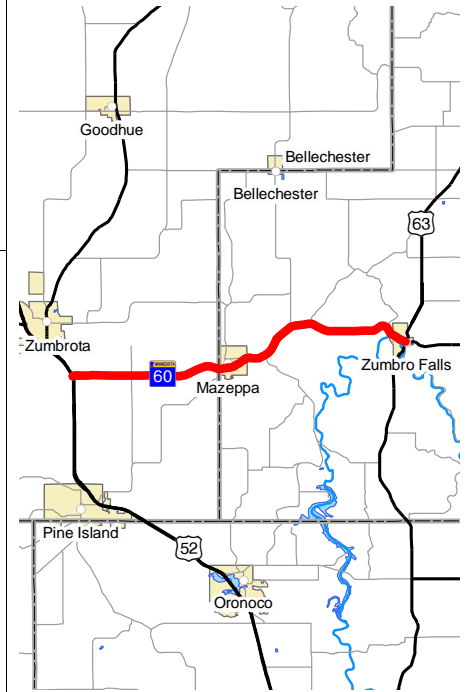 Goodhue
Bellechester
Bellechester
63
Zumbrota
Zumbro Falls
60
Mazeppa
Pine Island
52
Oronoco